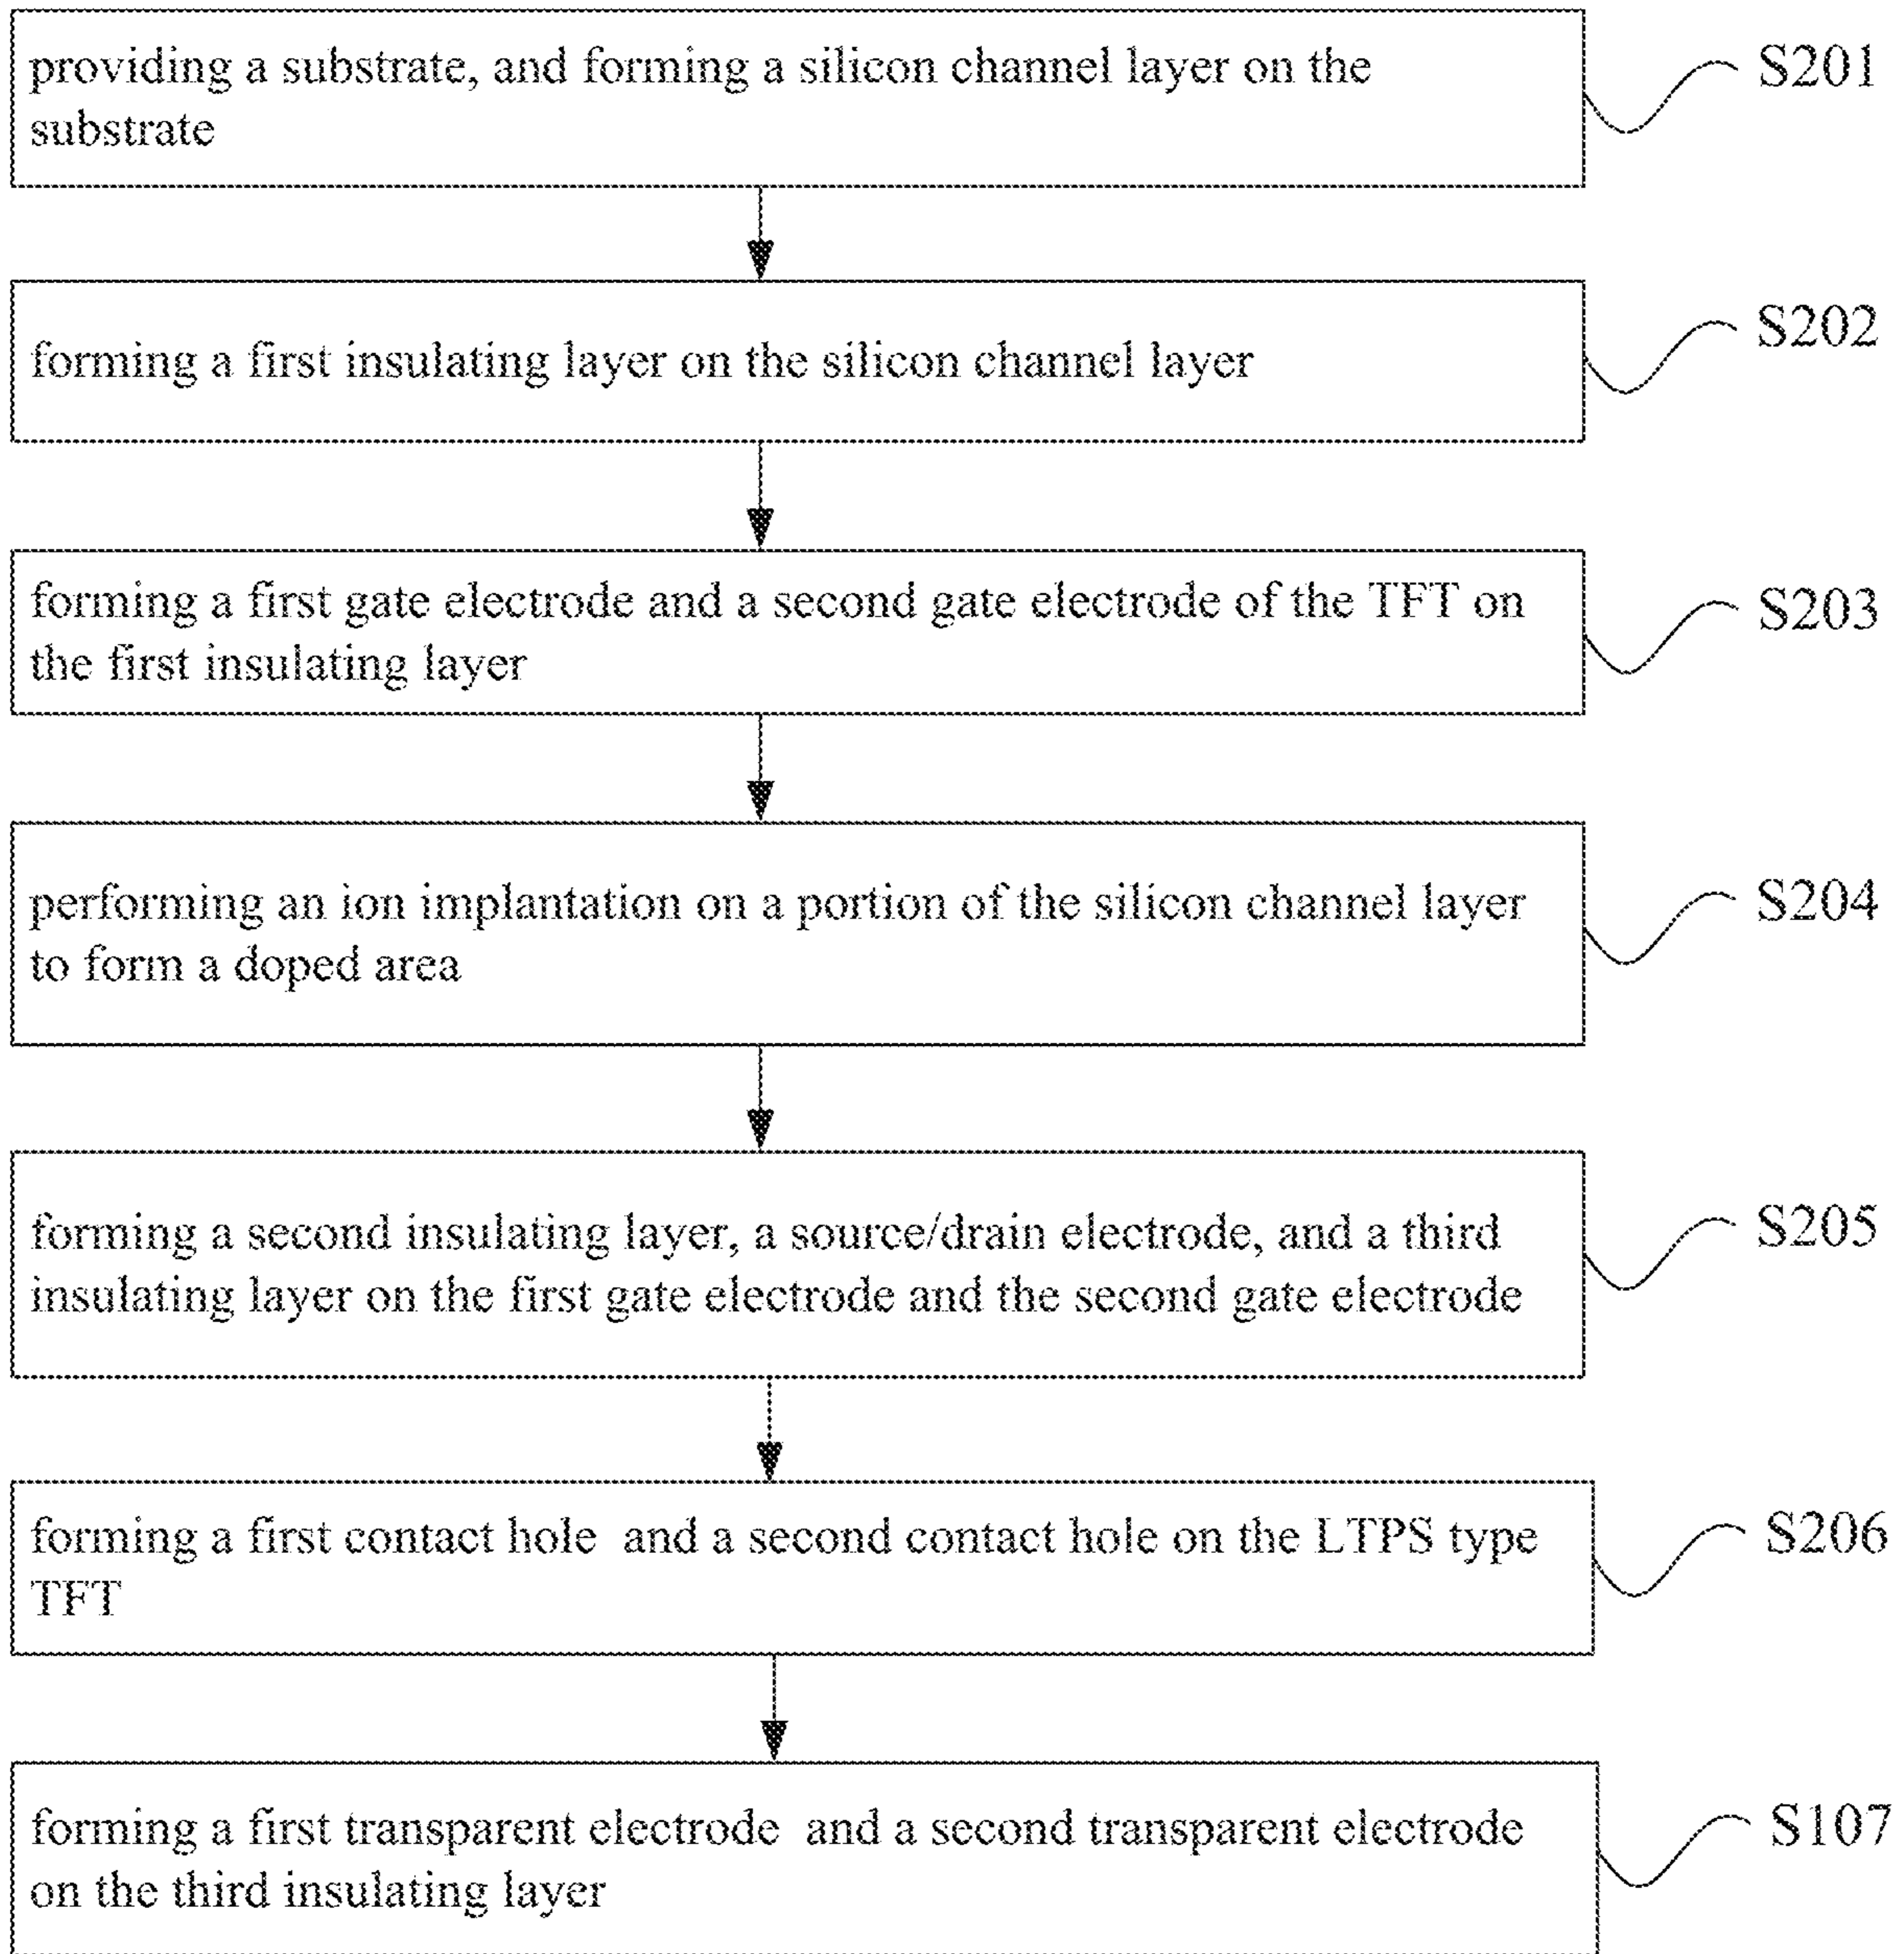 providing a substrate, and forming a silicon channel layer on the
substrate
S201
forming a first insulating layer on the silicon channel layer
S202
forming a first gate electrode and a second gate electrode of the TFT on
the first insulating layer
S203
performing an ion implantation on a portion of the silicon channel layer
to form a doped area
S204
forming a second insulating layer, a source/drain electrode, and a third
insulating layer on the first gate electrode and the second gate electrode
S205
forming a first contact hole and a second contact hole on the LTPS type
TFT
S206
forming a first transparent electrode and a second transparent electrode
on the third insulating layer
S107